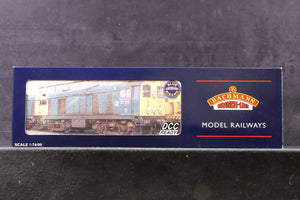 BACHMANN
BRANCH-LINE
MODEL RAILWAYS
DCC
READY
SCALE 1:76/00